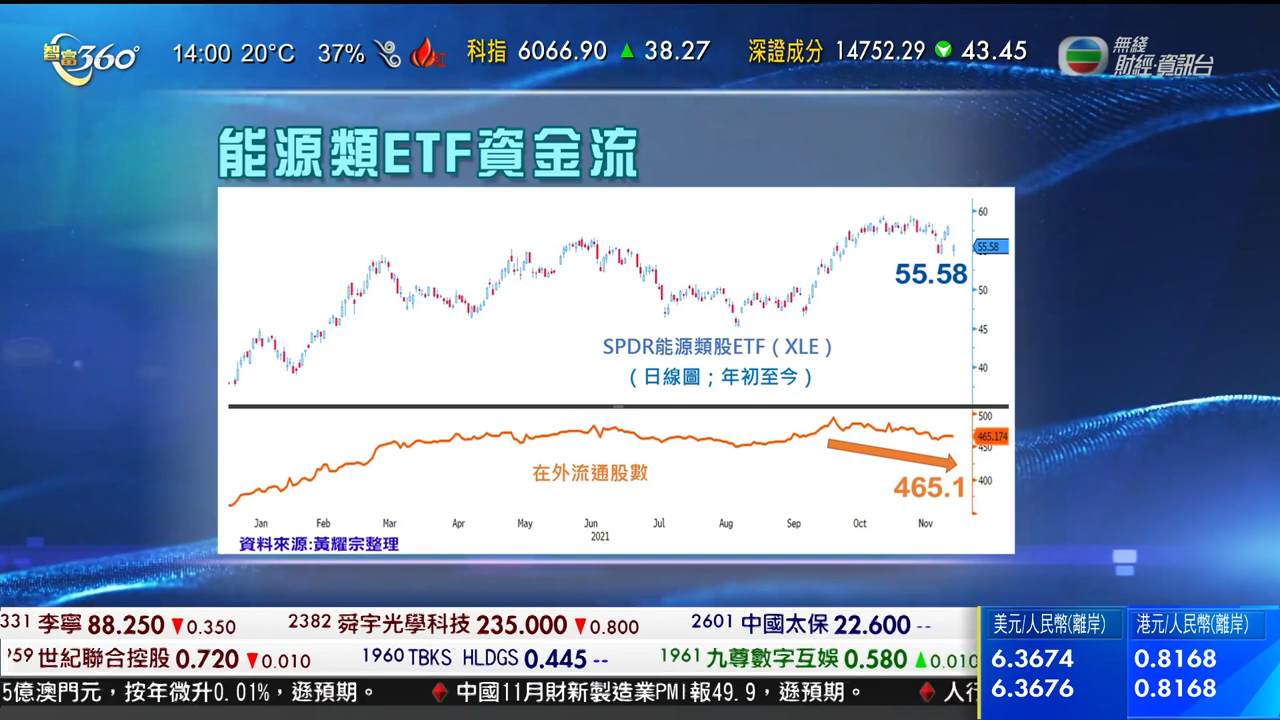 智富360°
14:00 20°C 37% 科指 6066.90 ▲ 38.27 深證成分 14752.29 ▼ 43.45
無綫
財經·資訊台
能源類ETF資金流
60
55.58
55.58
50
45
40
SPDR能源類股ETF（XLE）
（日線圖；年初至今）
500
465.174
450
400
在外流通股數
465.1
Jan Feb Mar Apr May Jun Jul Aug Sep Oct Nov
2021
資料來源:黃耀宗整理
331 李寧 88.250 ▼0.350 2382 舜宇光學科技 235.000 ▼0.800 2601 中國太保 22.600 --
959 世紀聯合控股 0.720 ▼0.010 1960 TBKS HLDGS 0.445 -- 1961 九尊數字互娛 0.580 ▲0.010
5億澳門元，按年微升0.01%，遜預期。 ♦ 中國11月財新製造業PMI報49.9，遜預期。 ♦ 人行
美元/人民幣(離岸) 港元/人民幣(離岸)
6.3674 0.8168
6.3676 0.8168